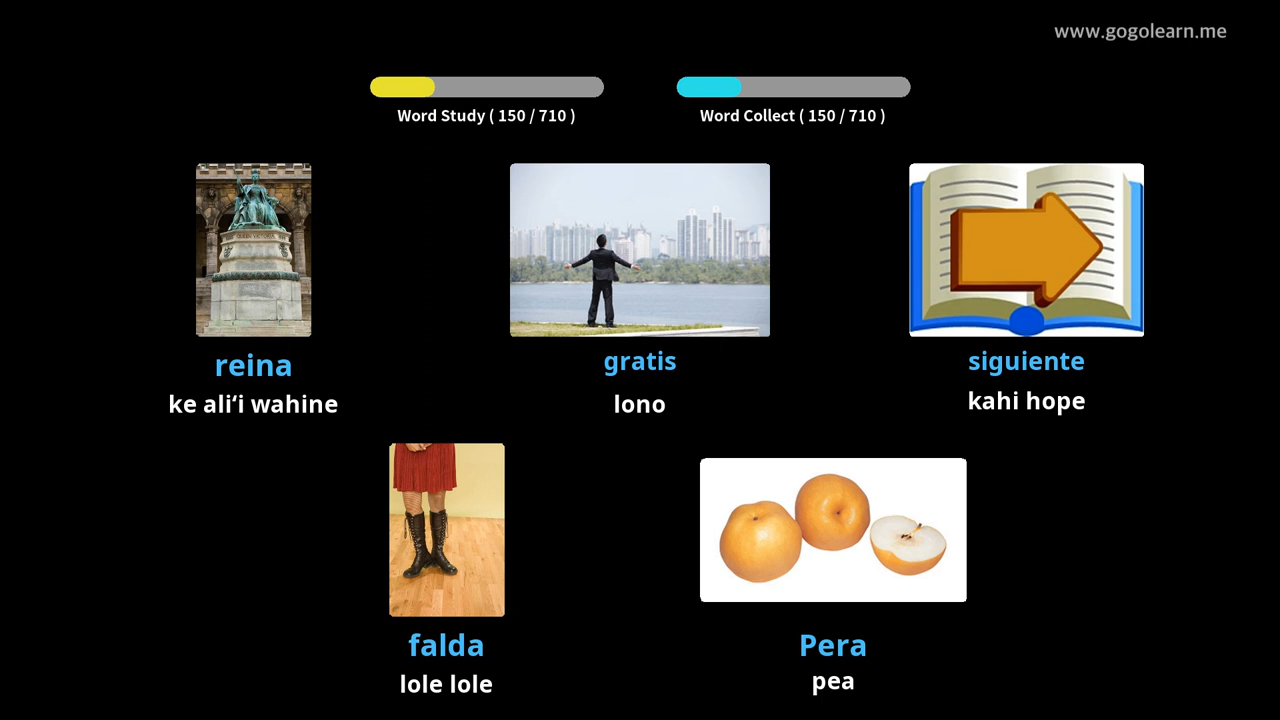 www.gogolearn.me
Word Study ( 150 / 710 )
Word Collect ( 150 / 710 )
reina
ke aliʻi wahine
gratis
lono
siguiente
kahi hope
falda
lole lole
Pera
pea